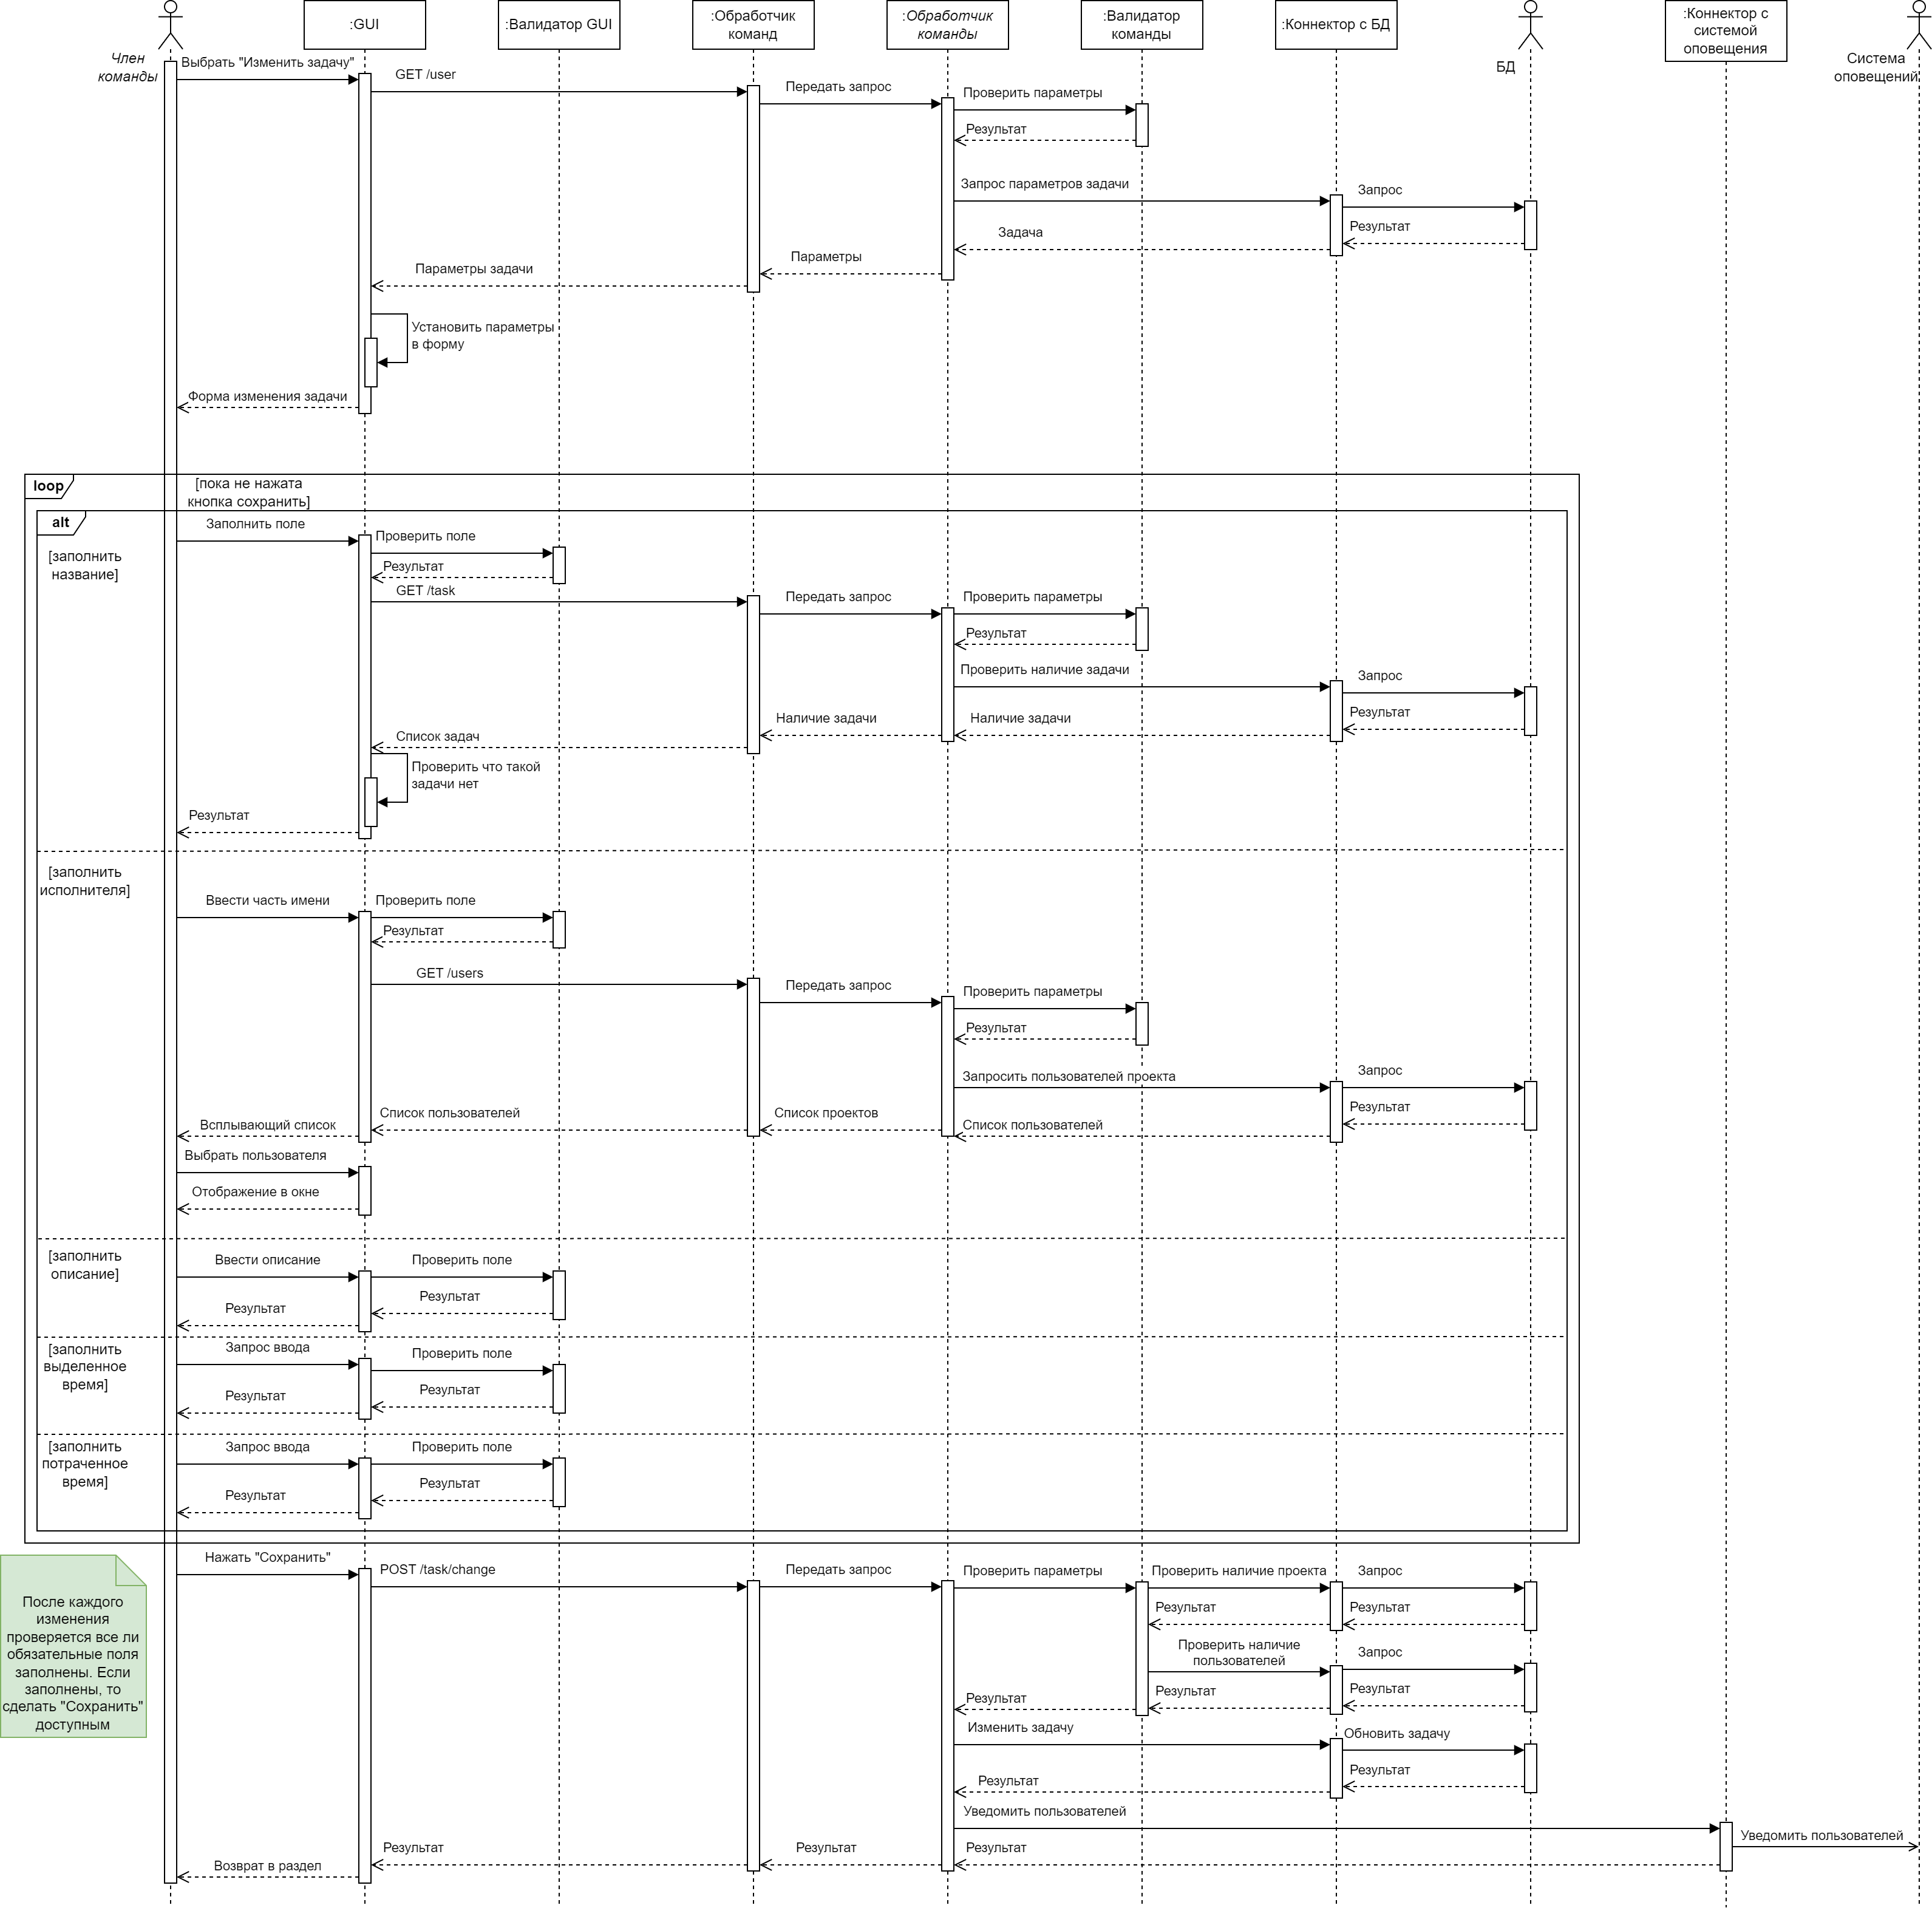 :GUI
:Валидатор GUI
:Обработчик
команд
:Обработчик
команды
:Валидатор
команды
:Коннектор с БД
:Коннектор с
системой
оповещения
Член
команды
БД
Система
оповещений
Выбрать "Изменить задачу"
GET /user
Передать запрос
Проверить параметры
Результат
Запрос параметров задачи
Запрос
Результат
Задача
Параметры
Параметры задачи
Установить параметры
в форму
Форма изменения задачи
loop
[пока не нажата
кнопка сохранить]
alt
Заполнить поле
[заполнить
название]
Проверить поле
Результат
GET /task
Передать запрос
Проверить параметры
Результат
Проверить наличие задачи
Запрос
Результат
Наличие задачи
Наличие задачи
Список задач
Проверить что такой
задачи нет
Результат
[заполнить
исполнителя]
Ввести часть имени
Проверить поле
Результат
GET /users
Передать запрос
Проверить параметры
Результат
Запросить пользователей проекта
Запрос
Результат
Список пользователей
Список проектов
Список пользователей
Всплывающий список
Выбрать пользователя
Отображение в окне
[заполнить
описание]
Ввести описание
Проверить поле
Результат
Результат
[заполнить
выделенное
время]
Запрос ввода
Проверить поле
Результат
Результат
[заполнить
потраченное
время]
Запрос ввода
Проверить поле
Результат
Результат
Нажать "Сохранить"
POST /task/change
Передать запрос
Проверить параметры
Проверить наличие проекта
Запрос
Результат
Результат
После каждого
изменения
проверяется все ли
обязательные поля
заполнены. Если
заполнены, то
сделать "Сохранить"
доступным
Проверить наличие
пользователей
Запрос
Результат
Результат
Результат
Изменить задачу
Обновить задачу
Результат
Результат
Уведомить пользователей
Уведомить пользователей
Результат
Результат
Результат
Возврат в раздел